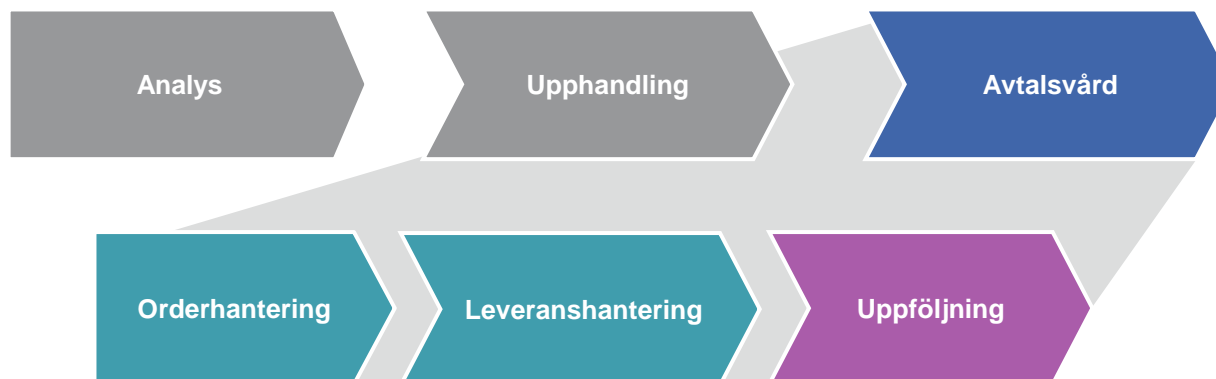 Analys
Upphandling
Avtalsvård
Orderhantering
Leveranshantering
Uppföljning